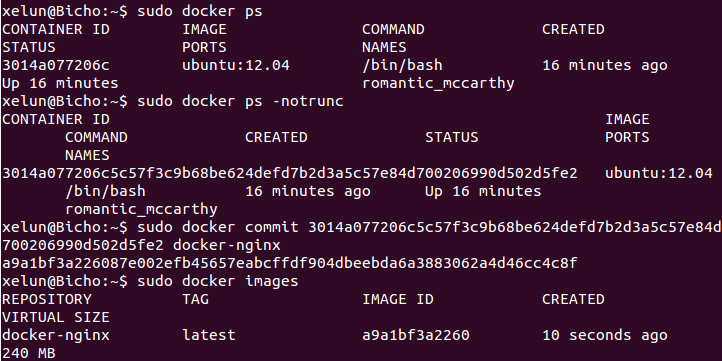 xelun@Bicho:~$ sudo docker ps
CONTAINER ID        IMAGE               COMMAND             CREATED
STATUS              PORTS               NAMES
3014a077206c        ubuntu:12.04        /bin/bash           16 minutes ago
Up 16 minutes                           romantic_mccarthy
xelun@Bicho:~$ sudo docker ps -notrunc
CONTAINER ID                                                       IMAGE
       COMMAND             CREATED             STATUS              PORTS
       NAMES
3014a077206c5c57f3c9b68be624defd7b2d3a5c57e84d700206990d502d5fe2   ubuntu:12.04
       /bin/bash           16 minutes ago      Up 16 minutes
       romantic_mccarthy
xelun@Bicho:~$ sudo docker commit 3014a077206c5c57f3c9b68be624defd7b2d3a5c57e84d
700206990d502d5fe2 docker-nginx
a9a1bf3a226087e002efb45657eabcffdf904dbeebda6a3883062a4d46cc4c8f
xelun@Bicho:~$ sudo docker images
REPOSITORY          TAG                 IMAGE ID            CREATED
VIRTUAL SIZE
docker-nginx        latest              a9a1bf3a2260        10 seconds ago
240 MB